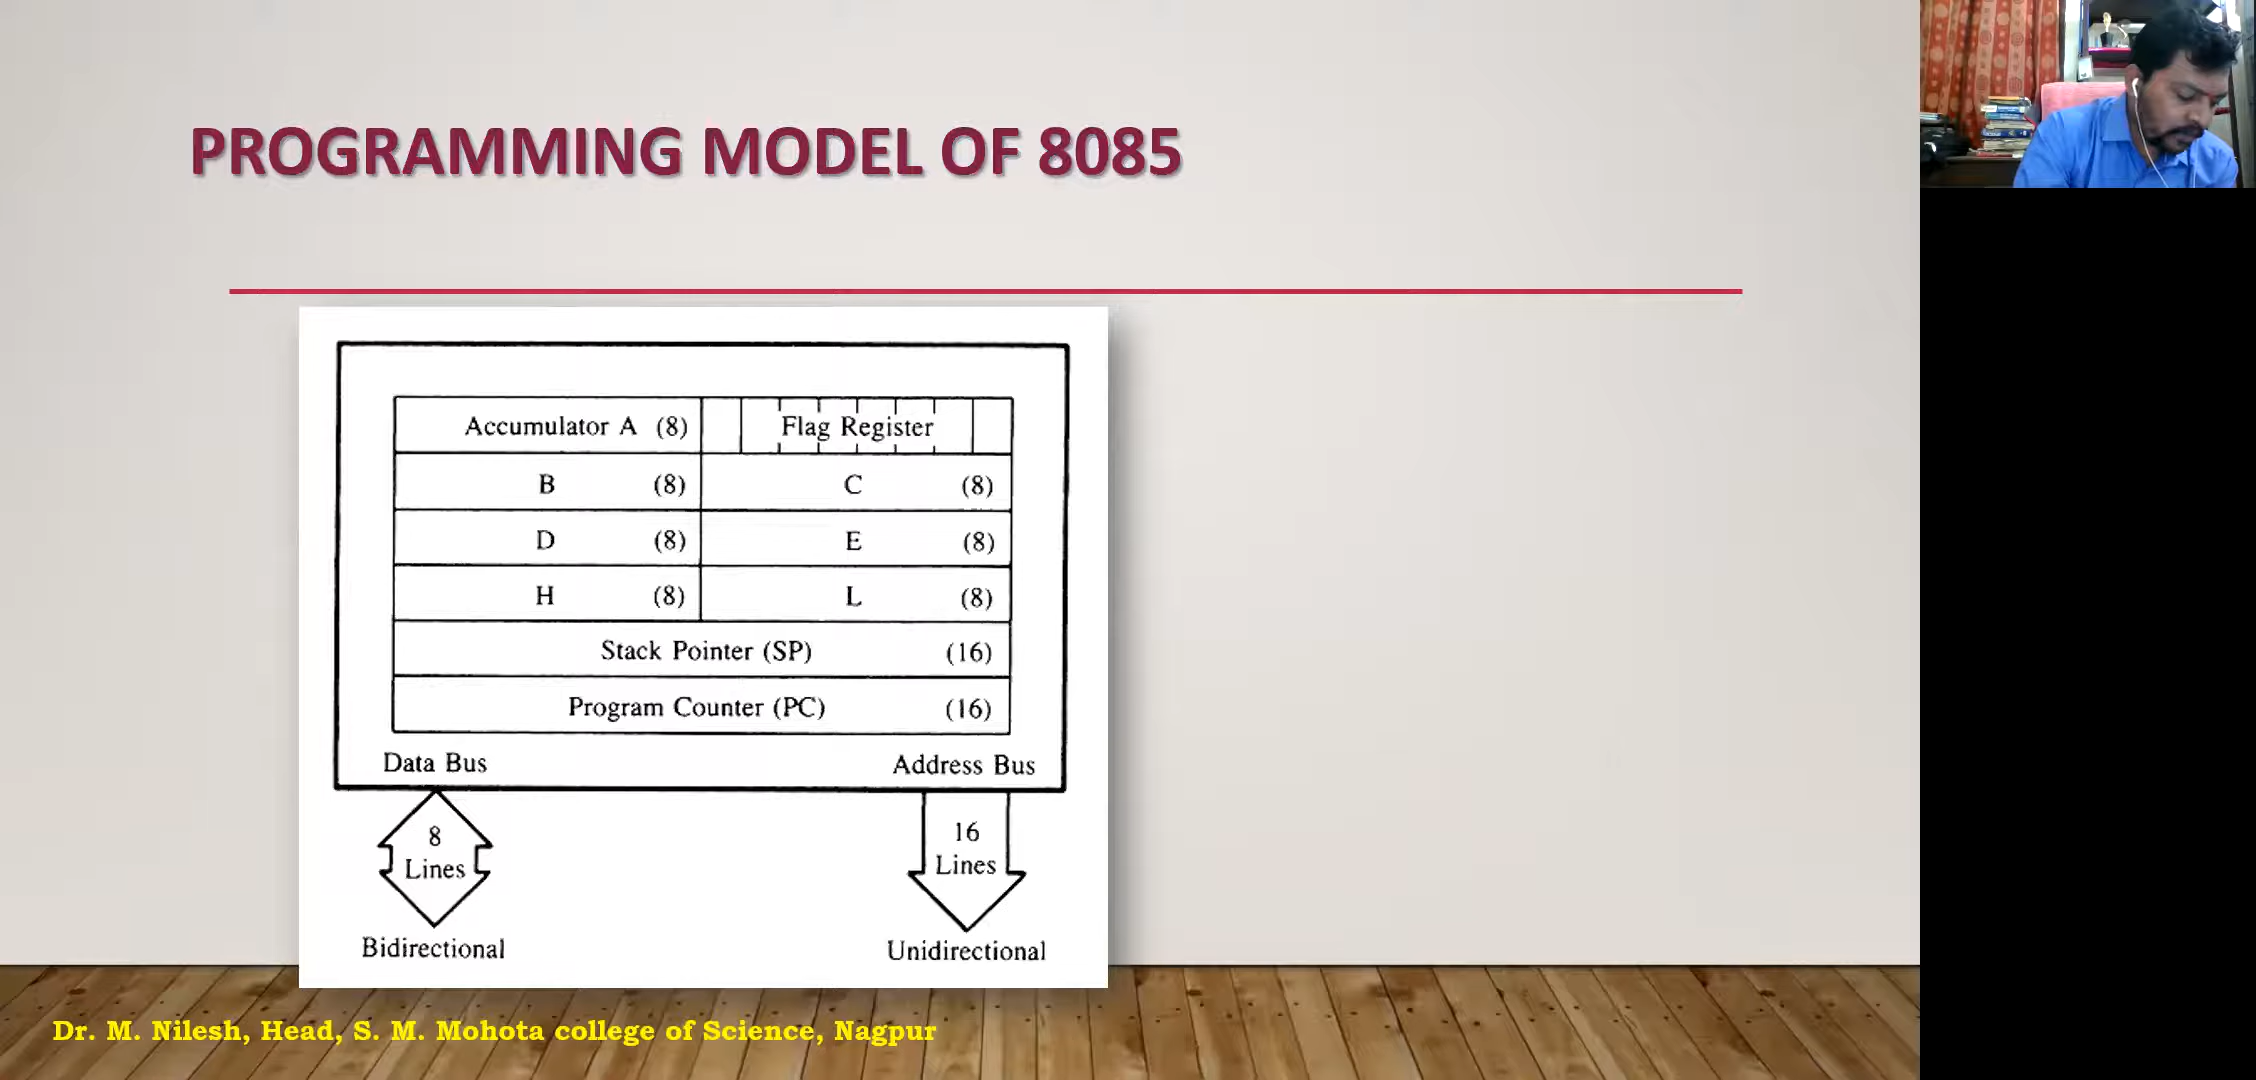 PROGRAMMING MODEL OF 8085
Accumulator A (8) Flag Register
B (8) C (8)
D (8) E (8)
H (8) L (8)
Stack Pointer (SP) (16)
Program Counter (PC) (16)
Data Bus Address Bus
8 16
Lines Lines
Bidirectional Unidirectional
Dr. M. Nilesh, Head, S. M. Mohota college of Science, Nagpur